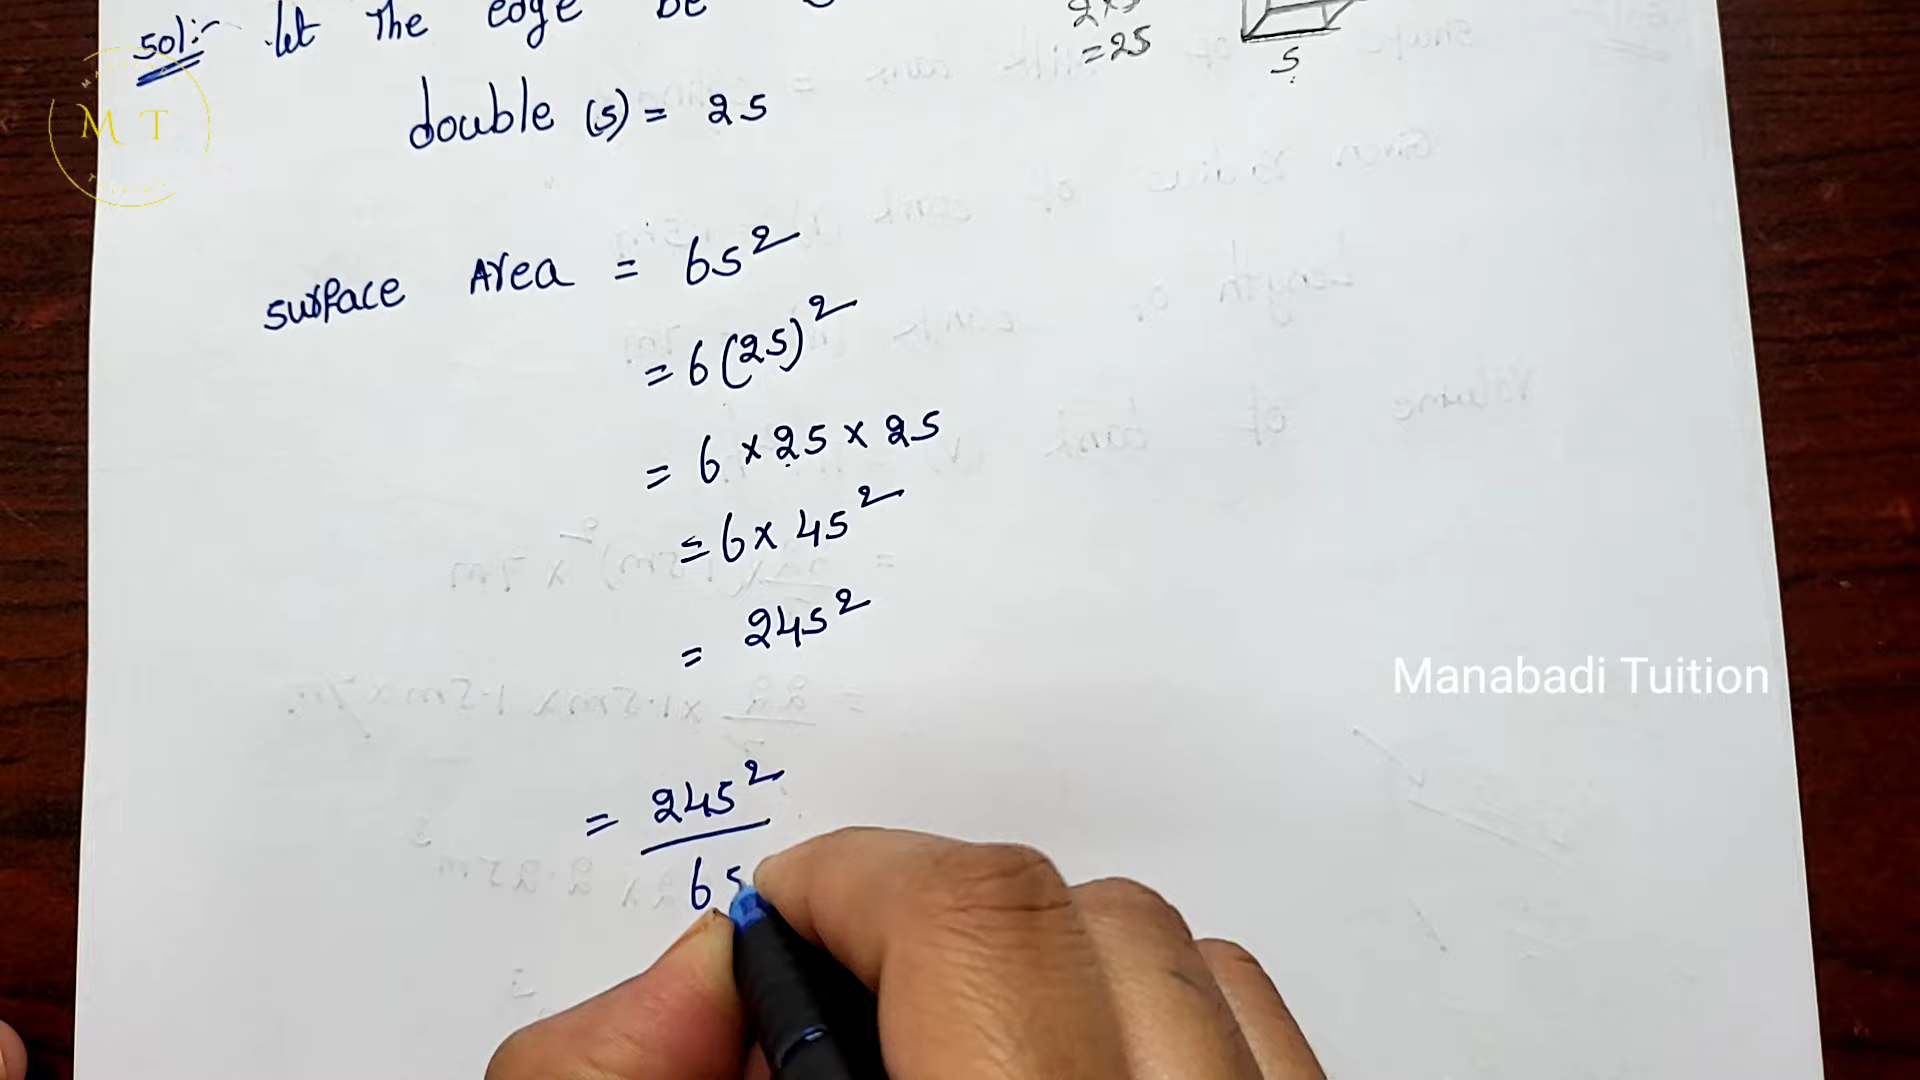 sol:- let the edge be
2×s
=2s
s
double (s) = 2s
M T
surface Area = 6s²
= 6(2s)²
= 6 × 2s × 2s
= 6 × 4s²
= 24s²
Manabadi Tuition
= 24s²
6s